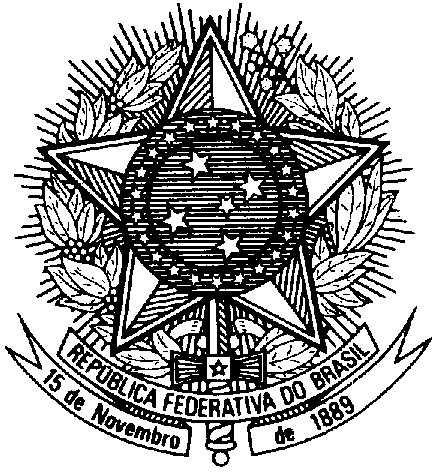 REPÚBLICA FEDERATIVA DO BRASIL
15 de Novembro de 1889